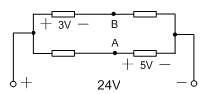 B
+ 3V −
A
+ 5V −
+ −
24V